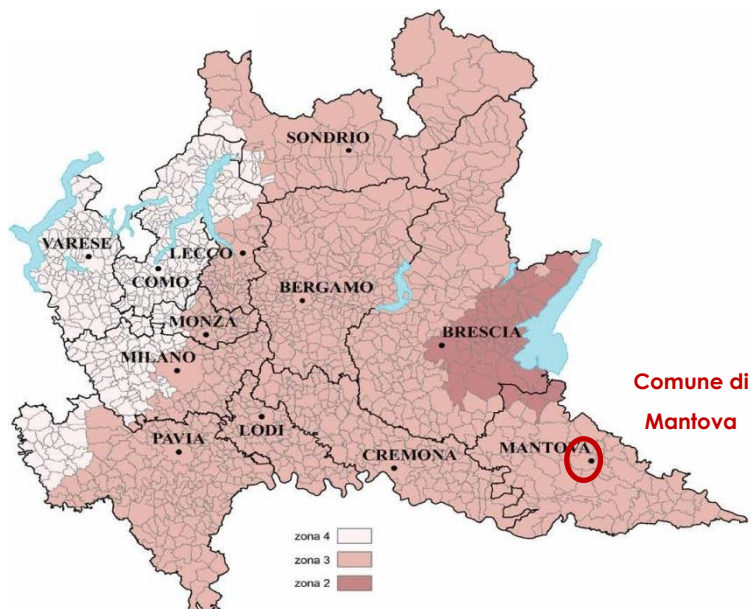 SONDRIO
VARESE
LECCO
COMO
BERGAMO
MONZA
BRESCIA
MILANO
Comune di
Mantova
LODI
PAVIA
CREMONA
MANTOVA
zona 4
zona 3
zona 2